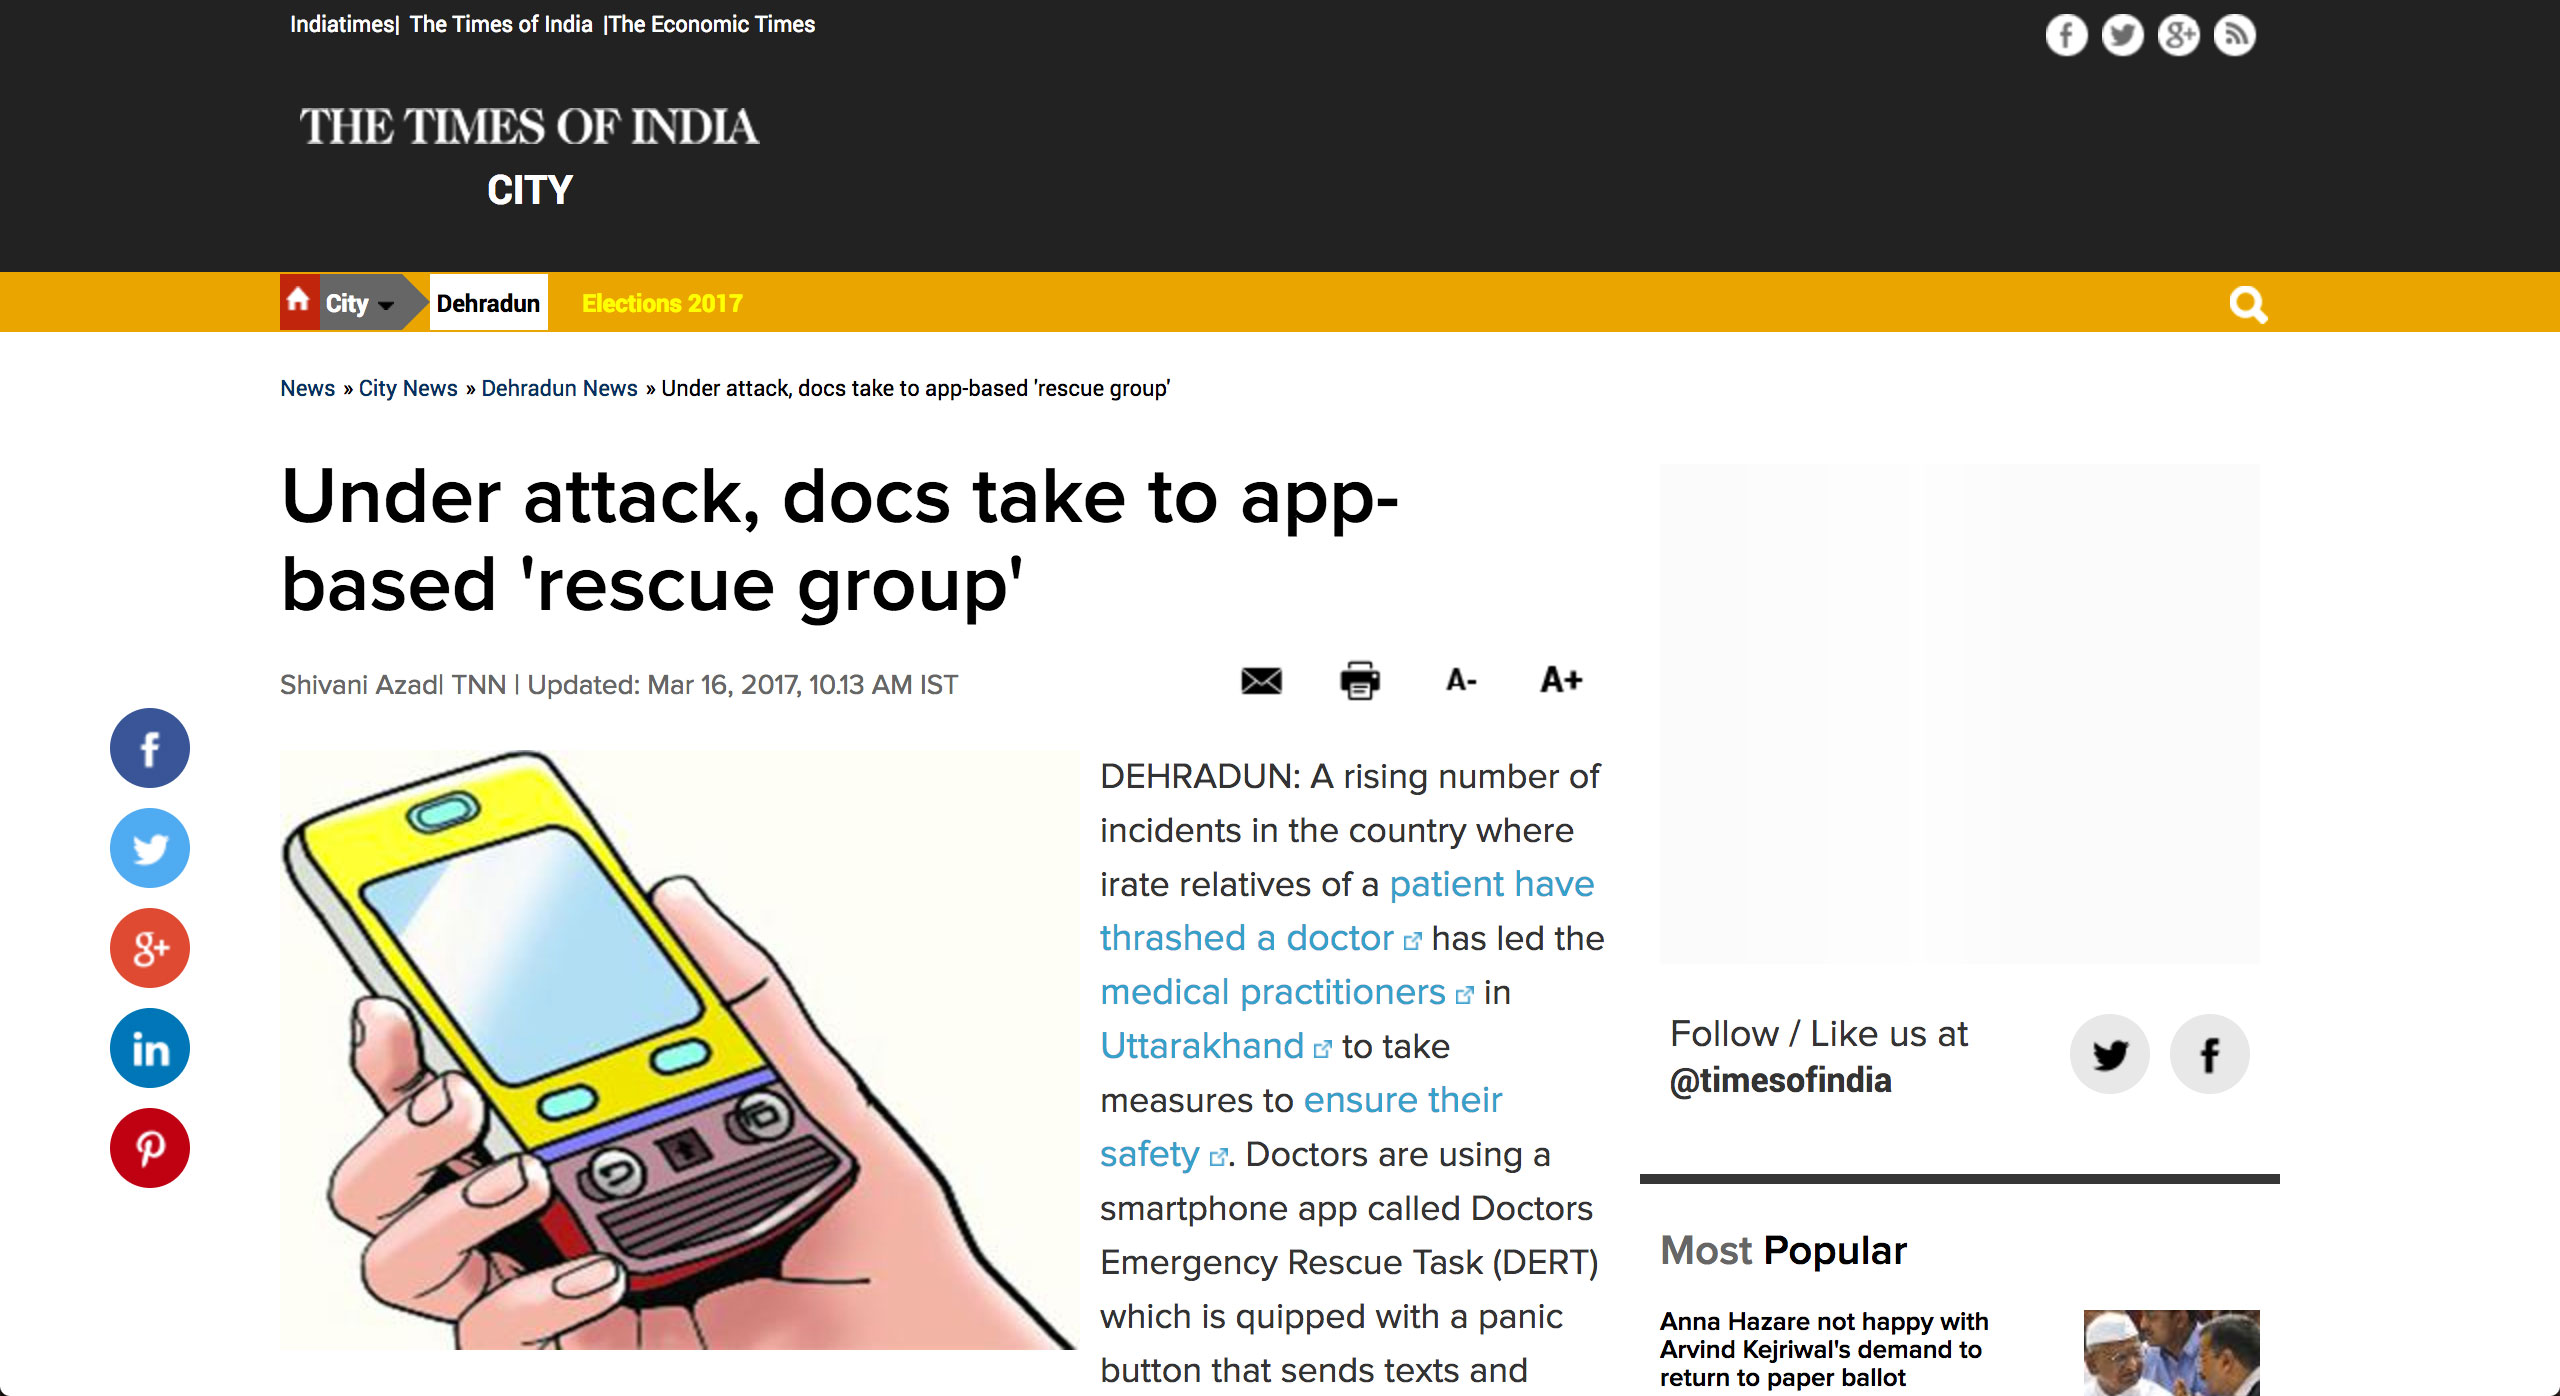 Indiatimes| The Times of India |The Economic Times
THE TIMES OF INDIA
CITY
City
Dehradun
Elections 2017
News » City News » Dehradun News » Under attack, docs take to app-based 'rescue group'
Under attack, docs take to app-
based 'rescue group'
Shivani Azad| TNN | Updated: Mar 16, 2017, 10.13 AM IST
A-
A+
DEHRADUN: A rising number of
incidents in the country where
irate relatives of a patient have
thrashed a doctor has led the
medical practitioners in
Uttarakhand to take
measures to ensure their
safety. Doctors are using a
smartphone app called Doctors
Emergency Rescue Task (DERT)
which is quipped with a panic
button that sends texts and
Follow / Like us at
@timesofindia
Most Popular
Anna Hazare not happy with
Arvind Kejriwal's demand to
return to paper ballot